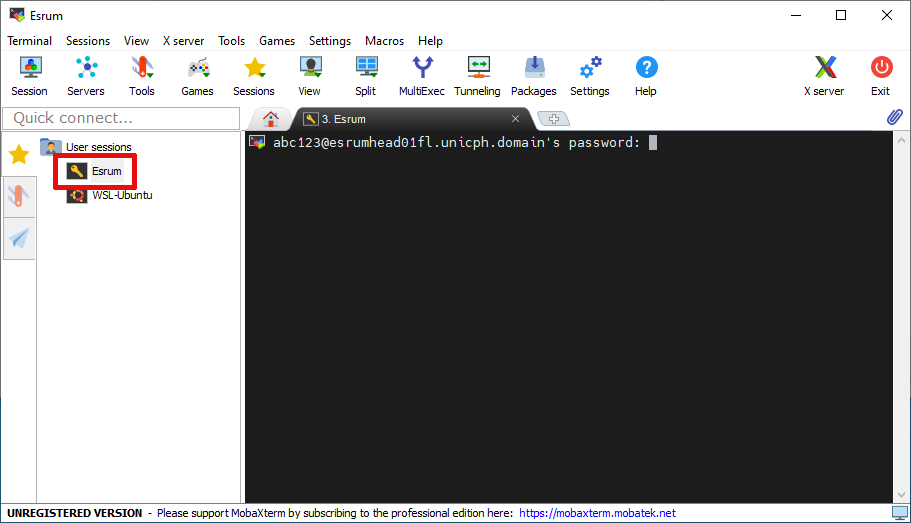 Esrum
Terminal Sessions View X server Tools Games Settings Macros Help
Session Servers Tools Games Sessions View Split MultiExec Tunneling Packages Settings Help X server Exit
Quick connect...
3. Esrum
User sessions
Esrum
WSL-Ubuntu
abc123@esrumhead01fl.unicph.domain's password:
UNREGISTERED VERSION - Please support MobaXterm by subscribing to the professional edition here: https://mobaxterm.mobatek.net